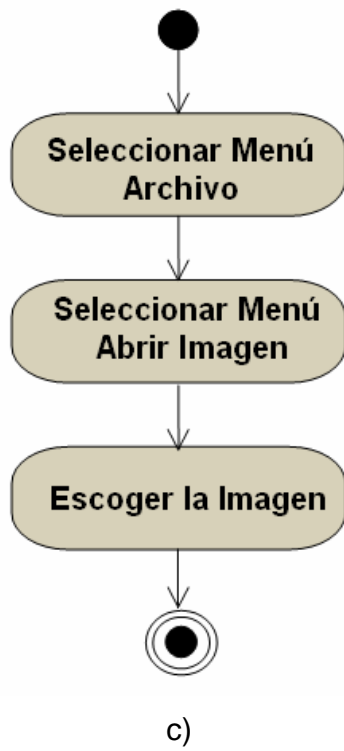 Seleccionar Menú
Archivo
Seleccionar Menú
Abrir Imagen
Escoger la Imagen
c)